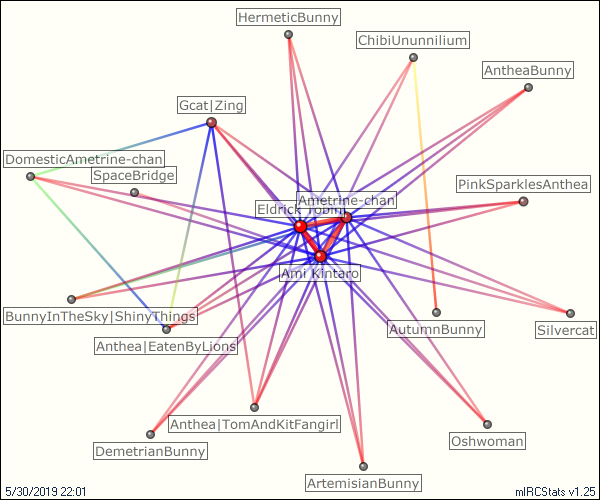 HermeticBunny
ChibiUnunnilium
AntheaBunny
Gcat|Zing
DomesticAmetrine-chan
SpaceBridge
PinkSparklesAnthea
Ametrine-chan
Eldrick
Ami Kintaro
BunnyInTheSky|ShinyThings
AutumnBunny
Silvercat
Anthea|EatenByLions
Anthea|TomAndKitFangirl
Oshwoman
DemetrianBunny
ArtemisianBunny
5/30/2019 22:01
mIRCStats v1.25